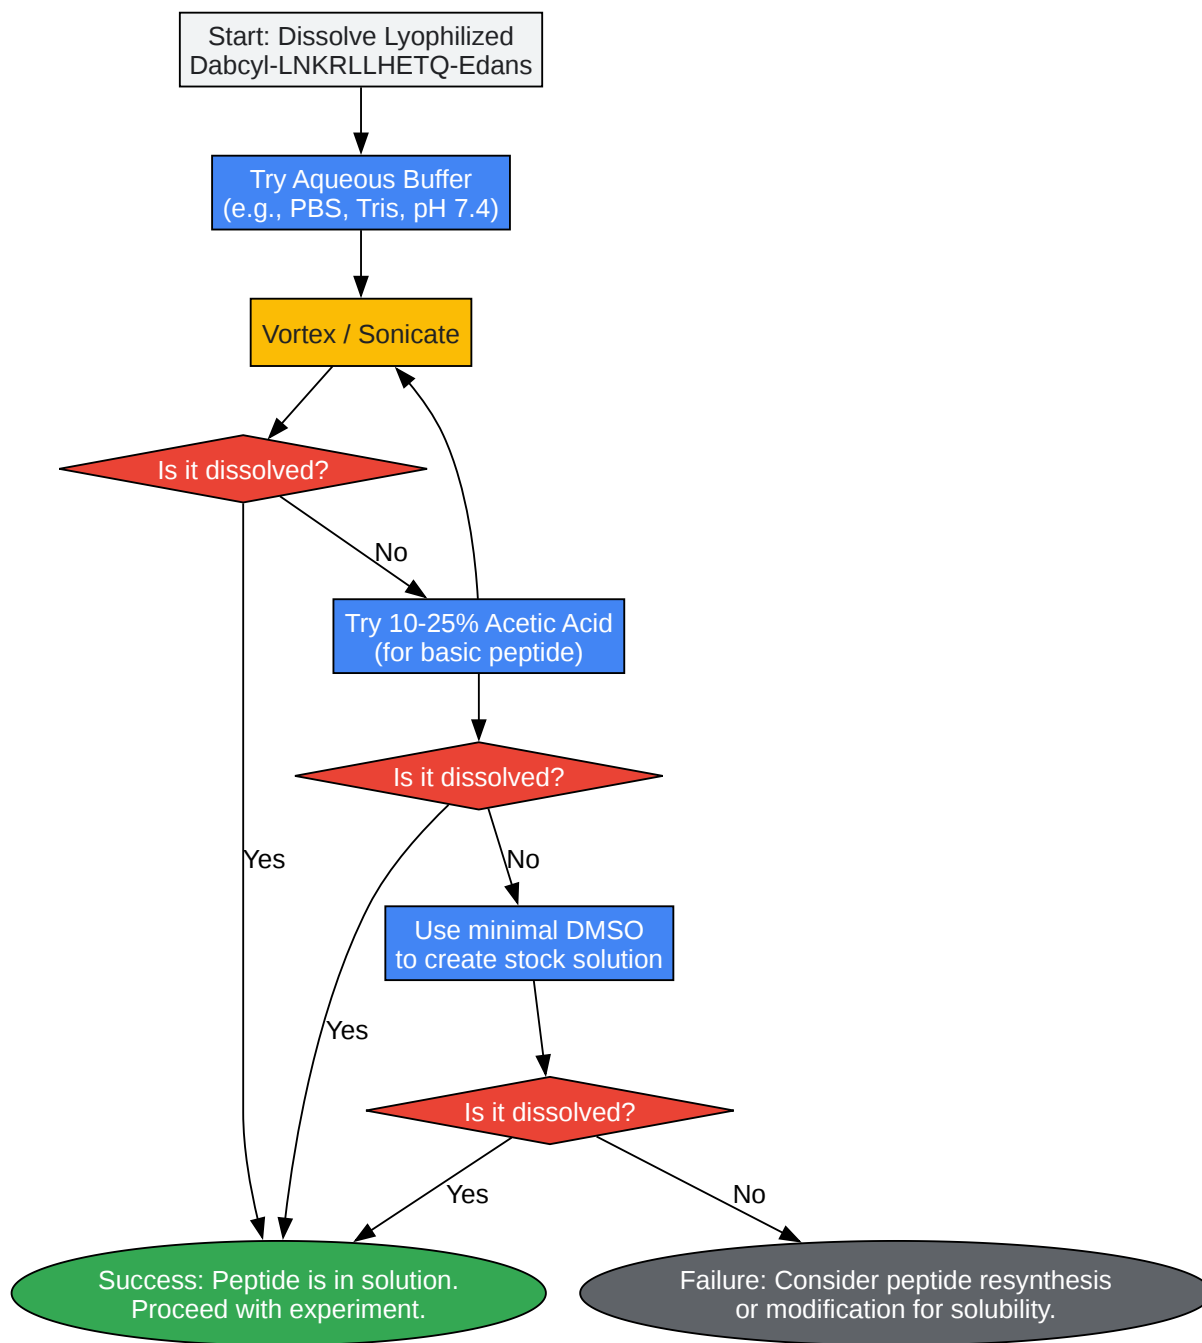 Start: Dissolve Lyophilized
Dabcyl-LNKRLLHETQ-Edans
Try Aqueous Buffer
(e.g., PBS, Tris, pH 7.4)
Vortex / Sonicate
Is it dissolved?
No
Try 10-25% Acetic Acid
(for basic peptide)
Is it dissolved?
Yes
No
Use minimal DMSO
to create stock solution
Yes
Is it dissolved?
Yes
No
Success: Peptide is in solution.
Proceed with experiment.
Failure: Consider peptide resynthesis
or modification for solubility.